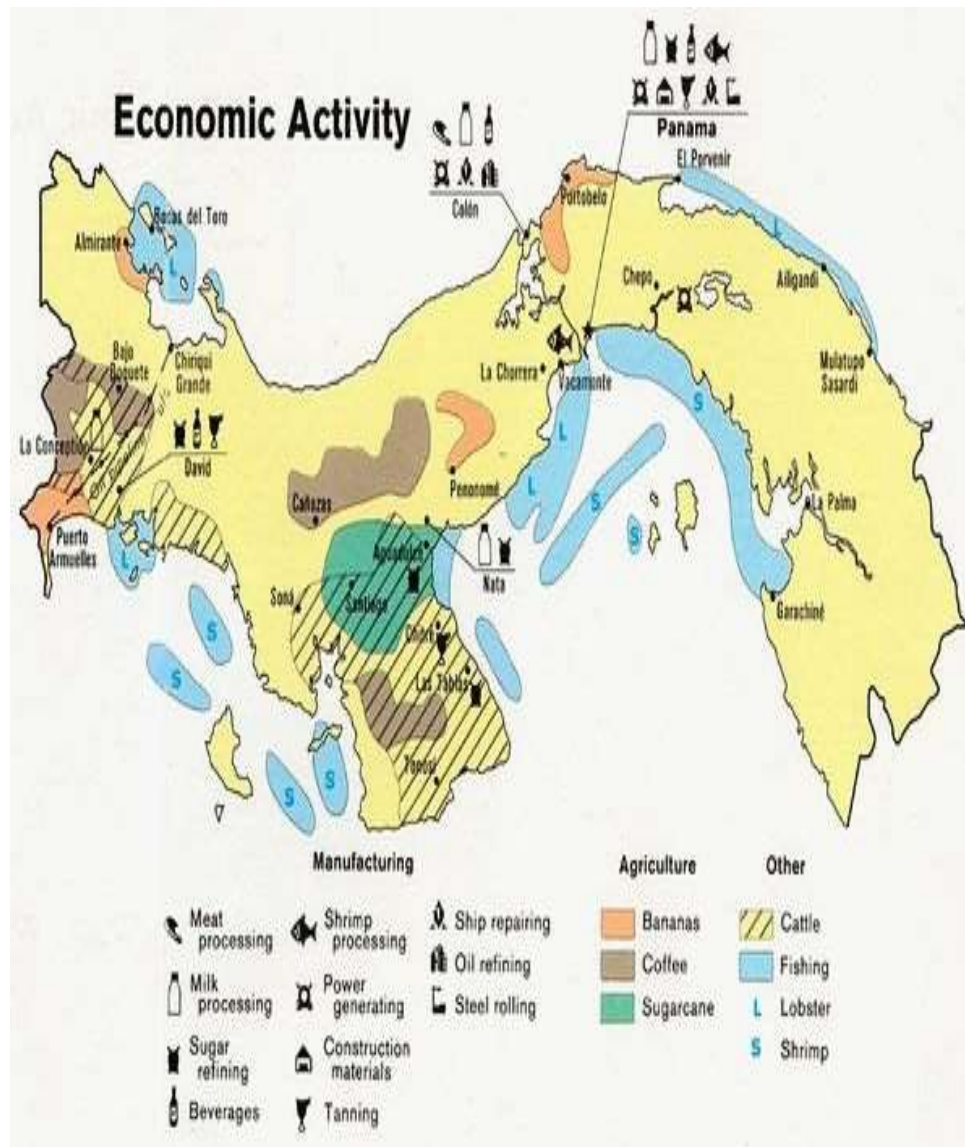 Economic Activity
Panama
El Porvenir
Colón
Portobelo
Bocas del Toro
Almirante
Chepo
Ailigandi
Bajo
Boquete
Chiriqui
Grande
La Chorrera
Vacamonte
Mulatupo
Sasardi
La Concepción
David
Penonomé
Cañazas
La Palma
Puerto
Armuelles
Aguadulce
Nata
Soná
Santiago
Chitré
Garachiné
Las Tablas
Tonosí
L
L
L
L
L
S
S
S
S
S
S
S
Manufacturing
Meat
processing
Milk
processing
Sugar
refining
Beverages
Shrimp
processing
Power
generating
Construction
materials
Tanning
Ship repairing
Oil refining
Steel rolling
Agriculture
Bananas
Coffee
Sugarcane
Other
Cattle
Fishing
L Lobster
S Shrimp